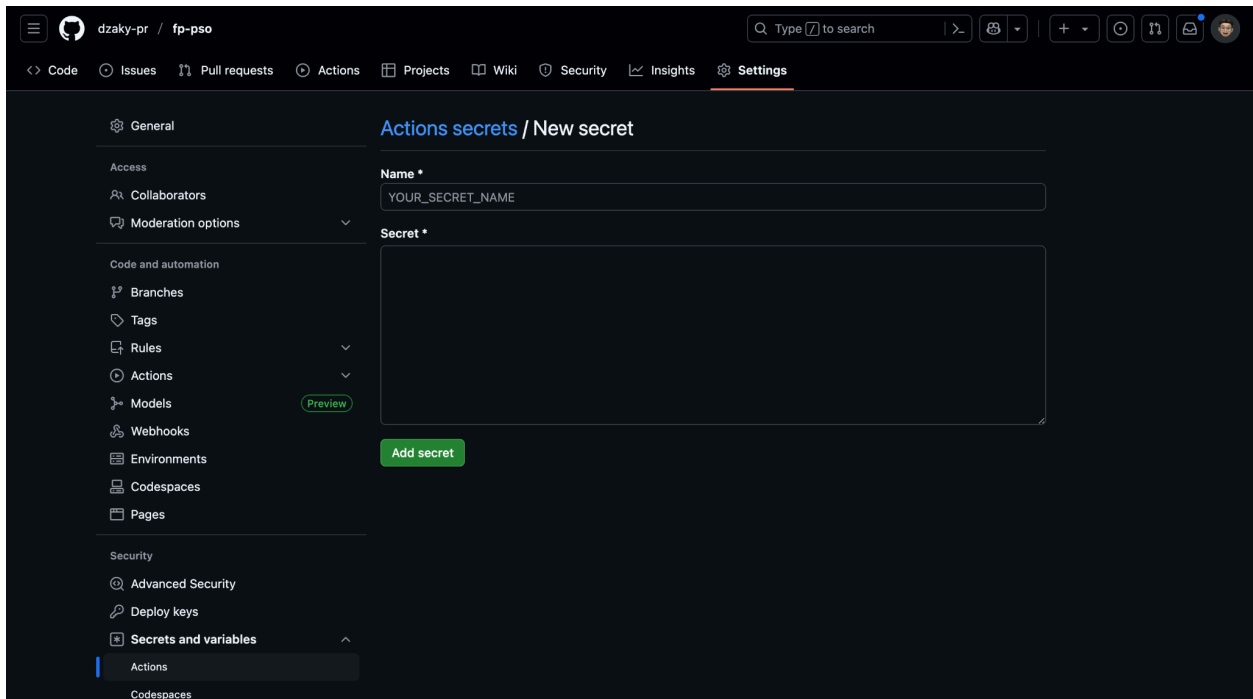 dzaky-pr / fp-pso
Type / to search
Code Issues Pull requests Actions Projects Wiki Security Insights Settings
General
Access
Collaborators
Moderation options
Code and automation
Branches
Tags
Rules
Actions
Models Preview
Webhooks
Environments
Codespaces
Pages
Security
Advanced Security
Deploy keys
Secrets and variables
Actions
Codespaces
Actions secrets / New secret
Name *
YOUR_SECRET_NAME
Secret *
Add secret